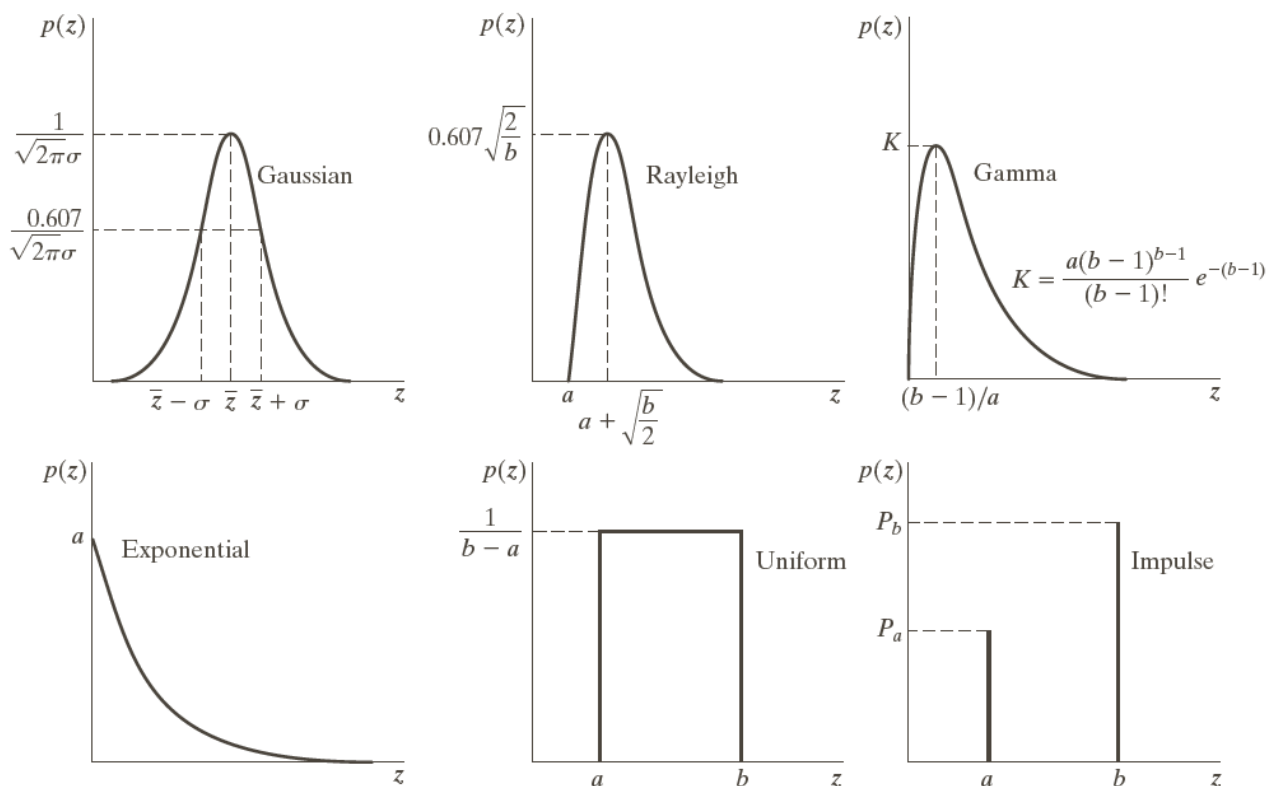 p(z)
1/√2πσ
0.607/√2πσ
Gaussian
z̄ − σ z̄ z̄ + σ z
p(z)
0.607√2/b
Rayleigh
a z
a + √b/2
p(z)
K
Gamma
K = a(b − 1)^{b−1}/(b − 1)! e^{−(b−1)}
(b − 1)/a z
p(z)
a
Exponential
z
p(z)
1/b − a
Uniform
a b z
p(z)
P_b
Impulse
P_a
a b z